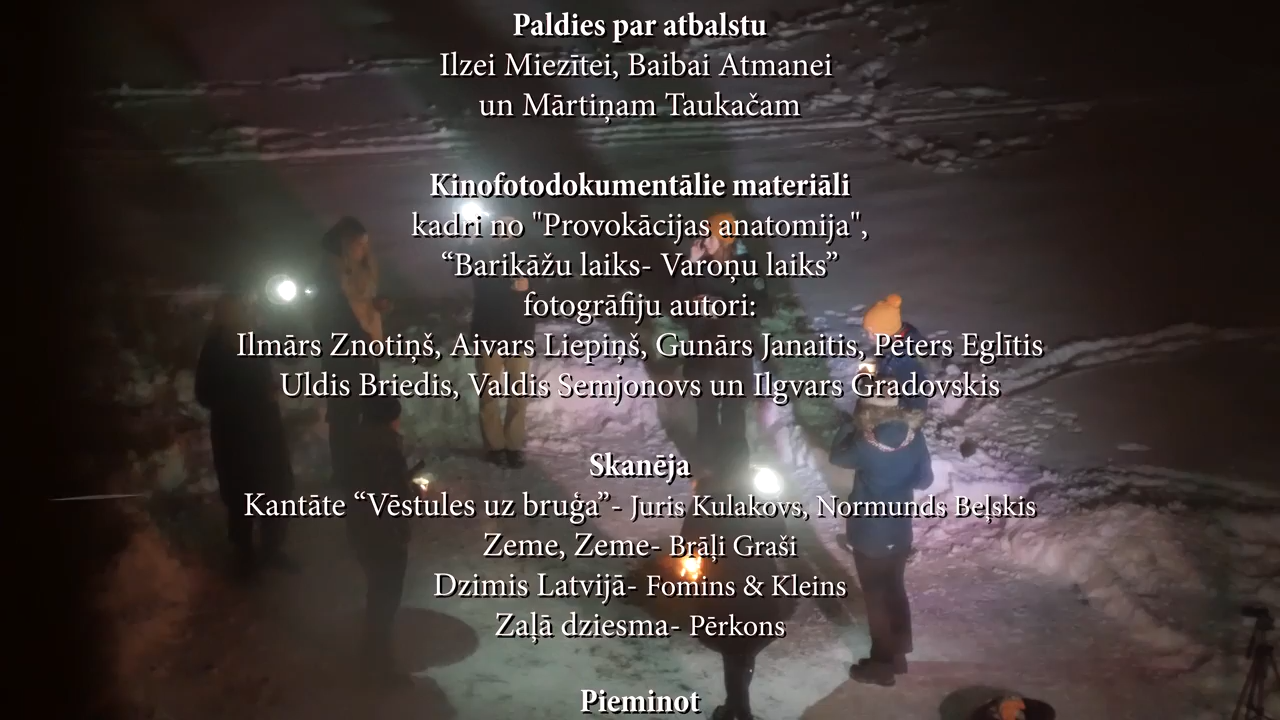 Paldies par atbalstu
Ilzei Miezītei, Baibai Atmanei
un Mārtiņam Taukačam
Kinofotodokumentālie materiāli
kadri no "Provokācijas anatomija",
“Barikāžu laiks- Varoņu laiks”
fotogrāfiju autori:
Ilmārs Znotiņš, Aivars Liepiņš, Gunārs Janaitis, Pēters Eglītis
Uldis Briedis, Valdis Semjonovs un Ilgvars Gradovskis
Skanēja
Kantāte “Vēstules uz bruģa”- Juris Kulakovs, Normunds Beļskis
Zeme, Zeme- Brāļi Graši
Dzimis Latvijā- Fomins & Kleins
Zaļā dziesma- Pērkons
Pieminot